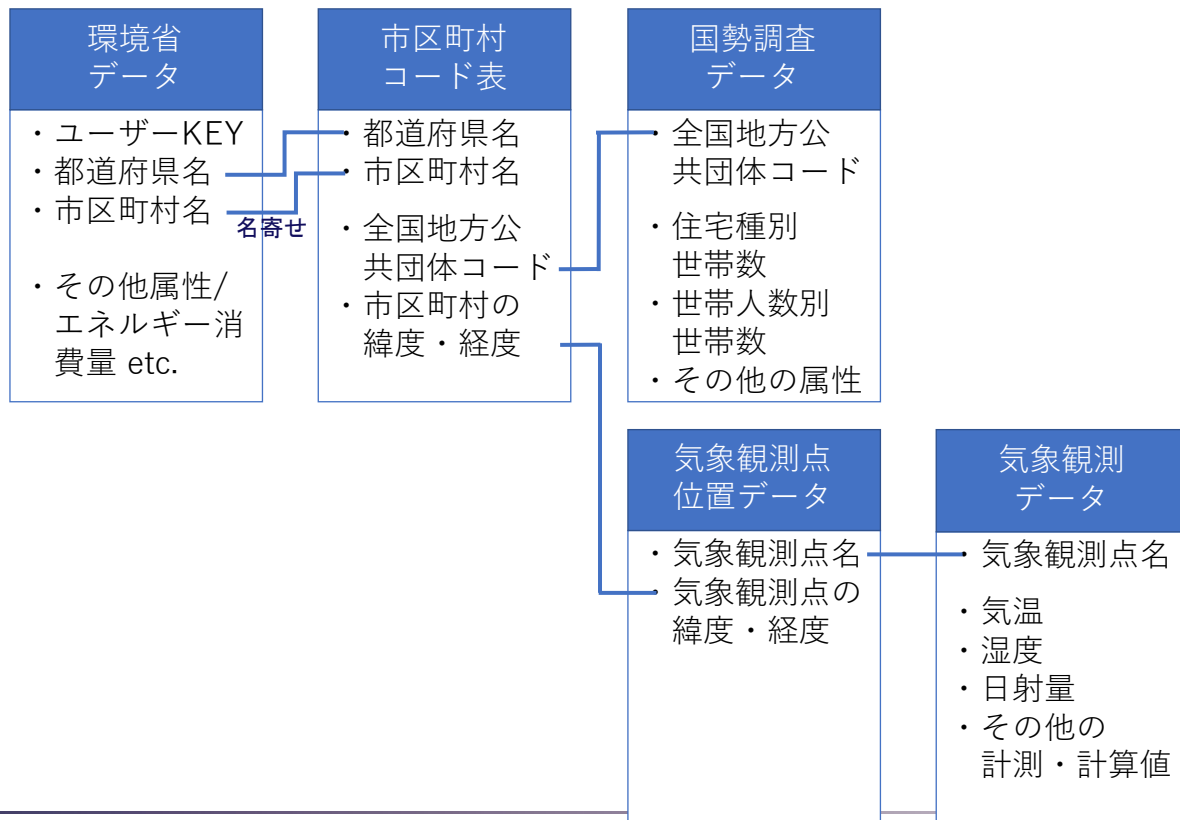 環境省
データ
・ユーザーKEY
・都道府県名
・市区町村名
名寄せ
・その他属性/
エネルギー消
費量 etc.
市区町村
コード表
・都道府県名
・市区町村名
・全国地方公
共団体コード
・市区町村の
緯度・経度
国勢調査
データ
・全国地方公
共団体コード
・住宅種別
世帯数
・世帯人数別
世帯数
・その他の属性
気象観測点
位置データ
・気象観測点名
・気象観測点の
緯度・経度
気象観測
データ
・気象観測点名
・気温
・湿度
・日射量
・その他の
計測・計算値